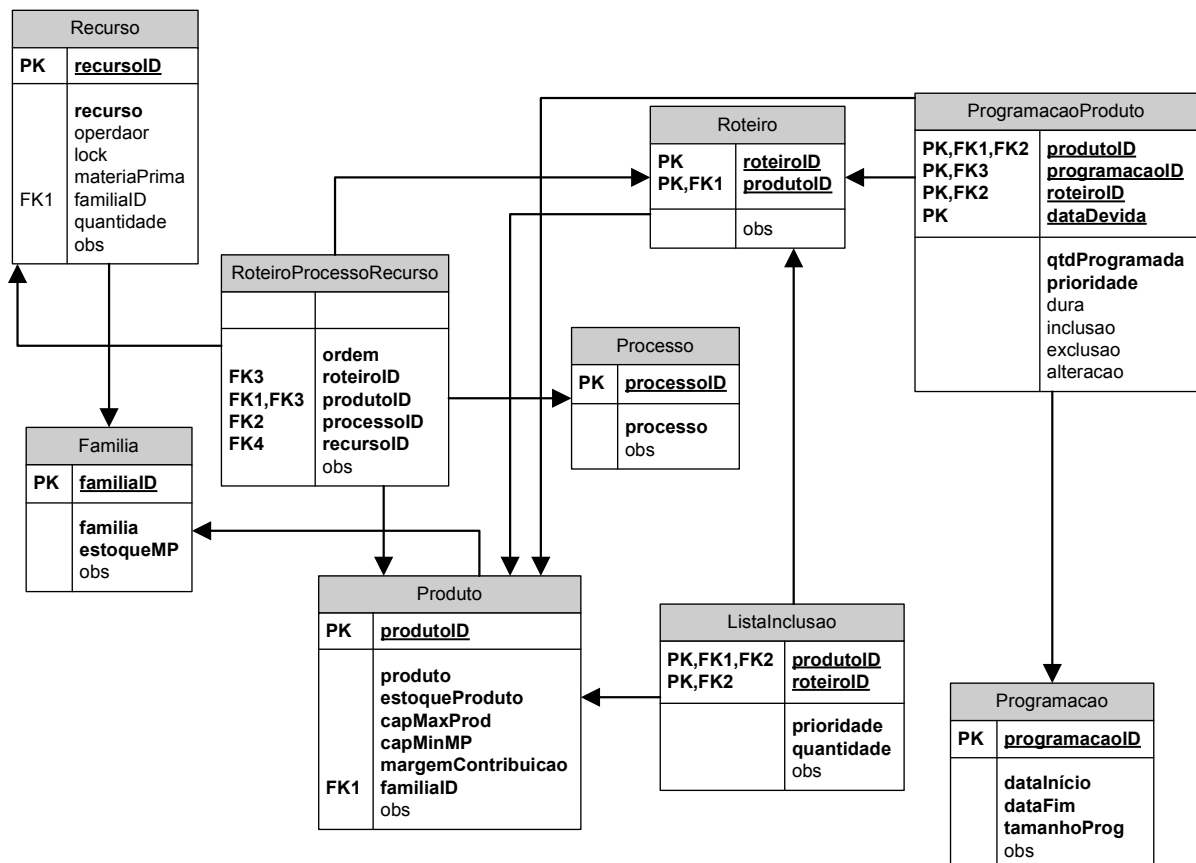 Recurso
PK recursoID
recurso
operdaor
lock
materiaPrima
FK1 familiaID
quantidade
obs
Roteiro
PK roteiroID
PK,FK1 produtoID
obs
ProgramacaoProduto
PK,FK1,FK2 produtoID
PK,FK3 programacaoID
PK,FK2 roteiroID
PK dataDevida
qtdProgramada
prioridade
dura
inclusao
exclusao
alteracao
RoteiroProcessoRecurso
ordem
FK3 roteiroID
FK1,FK3 produtoID
FK2 processoID
FK4 recursoID
obs
Processo
PK processoID
processo
obs
Familia
PK familiaID
familia
estoqueMP
obs
Produto
PK produtoID
produto
estoqueProduto
capMaxProd
capMinMP
margemContribuicao
FK1 familiaID
obs
ListaInclusao
PK,FK1,FK2 produtoID
PK,FK2 roteiroID
prioridade
quantidade
obs
Programacao
PK programacaoID
dataInício
dataFim
tamanhoProg
obs